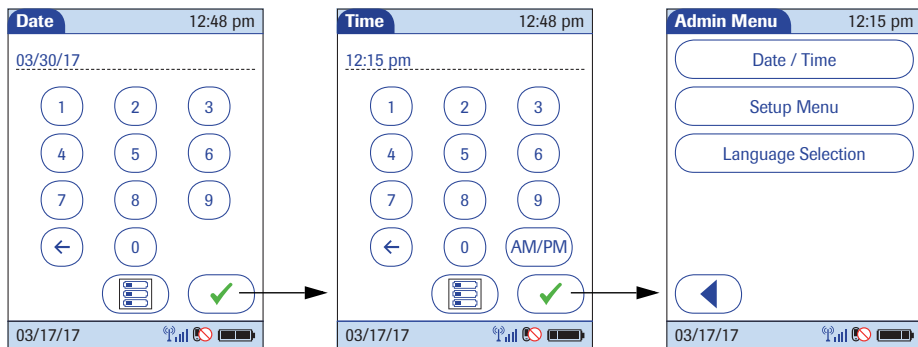 Date 12:48 pm
03/30/17
1 2 3
4 5 6
7 8 9
0
03/17/17
Time 12:48 pm
12:15 pm
1 2 3
4 5 6
7 8 9
0 AM/PM
03/17/17
Admin Menu 12:15 pm
Date / Time
Setup Menu
Language Selection
03/17/17